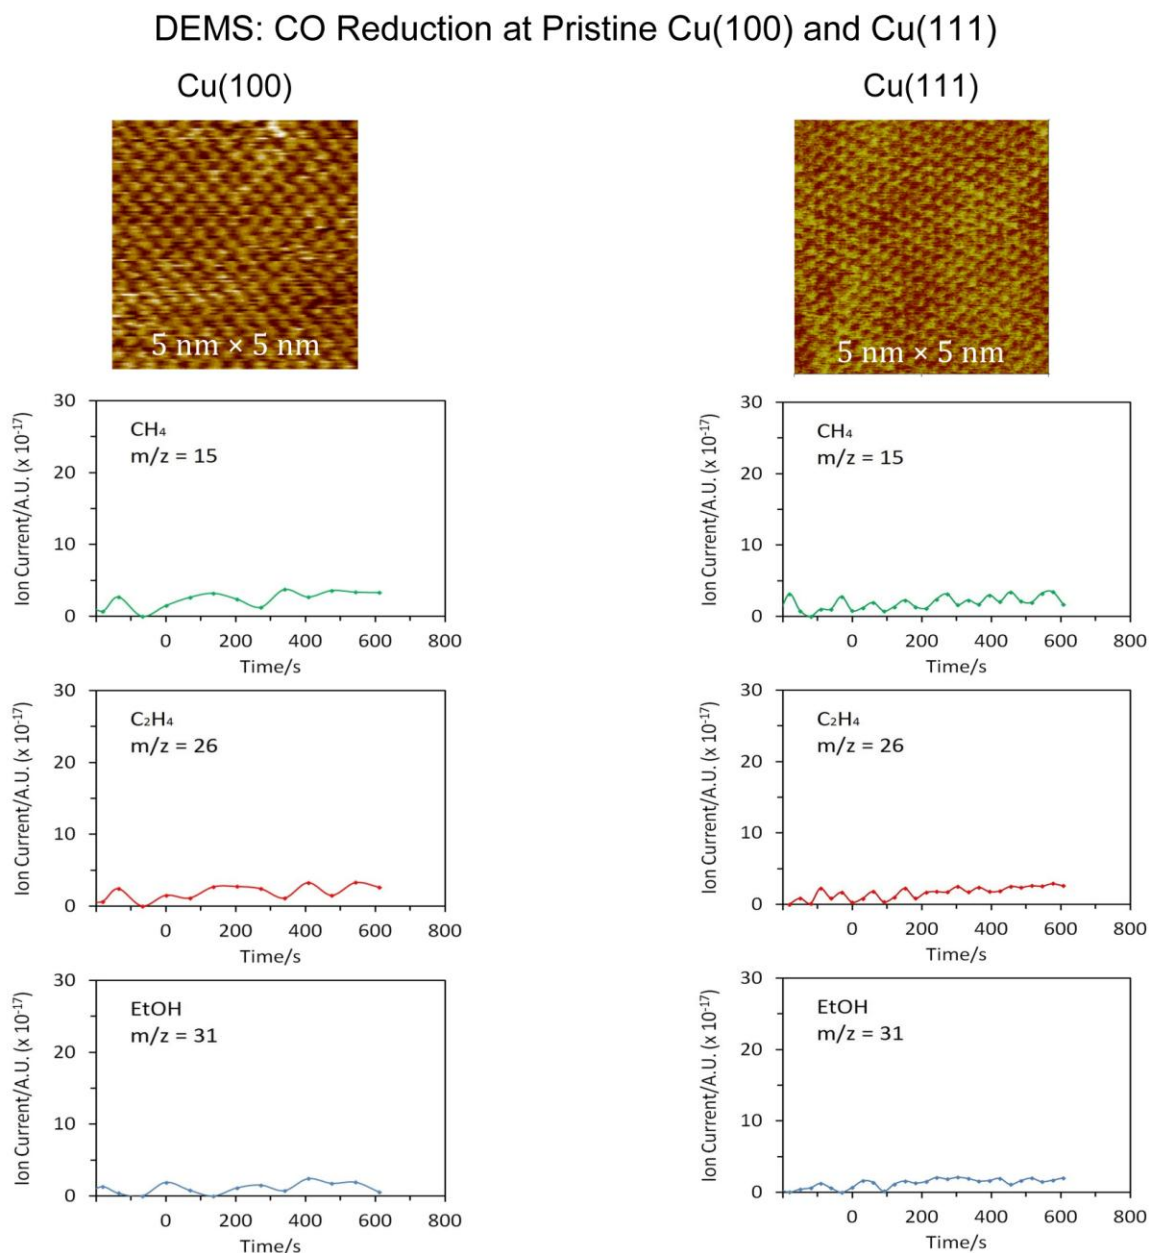 DEMS: CO Reduction at Pristine Cu(100) and Cu(111)
Cu(100)
5 nm × 5 nm
Ion Current/A.U. (x 10⁻¹⁷)
30
20
10
0
CH₄
m/z = 15
0 200 400 600 800
Time/s
Ion Current/A.U. (x 10⁻¹⁷)
30
20
10
0
C₂H₄
m/z = 26
0 200 400 600 800
Time/s
Ion Current/A.U. (x 10⁻¹⁷)
30
20
10
0
EtOH
m/z = 31
0 200 400 600 800
Time/s
Cu(111)
5 nm × 5 nm
Ion Current/A.U. (x 10⁻¹⁷)
30
20
10
0
CH₄
m/z = 15
0 200 400 600 800
Time/s
Ion Current/A.U. (x 10⁻¹⁷)
30
20
10
0
C₂H₄
m/z = 26
0 200 400 600 800
Time/s
Ion Current/A.U. (x 10⁻¹⁷)
30
20
10
0
EtOH
m/z = 31
0 200 400 600 800
Time/s